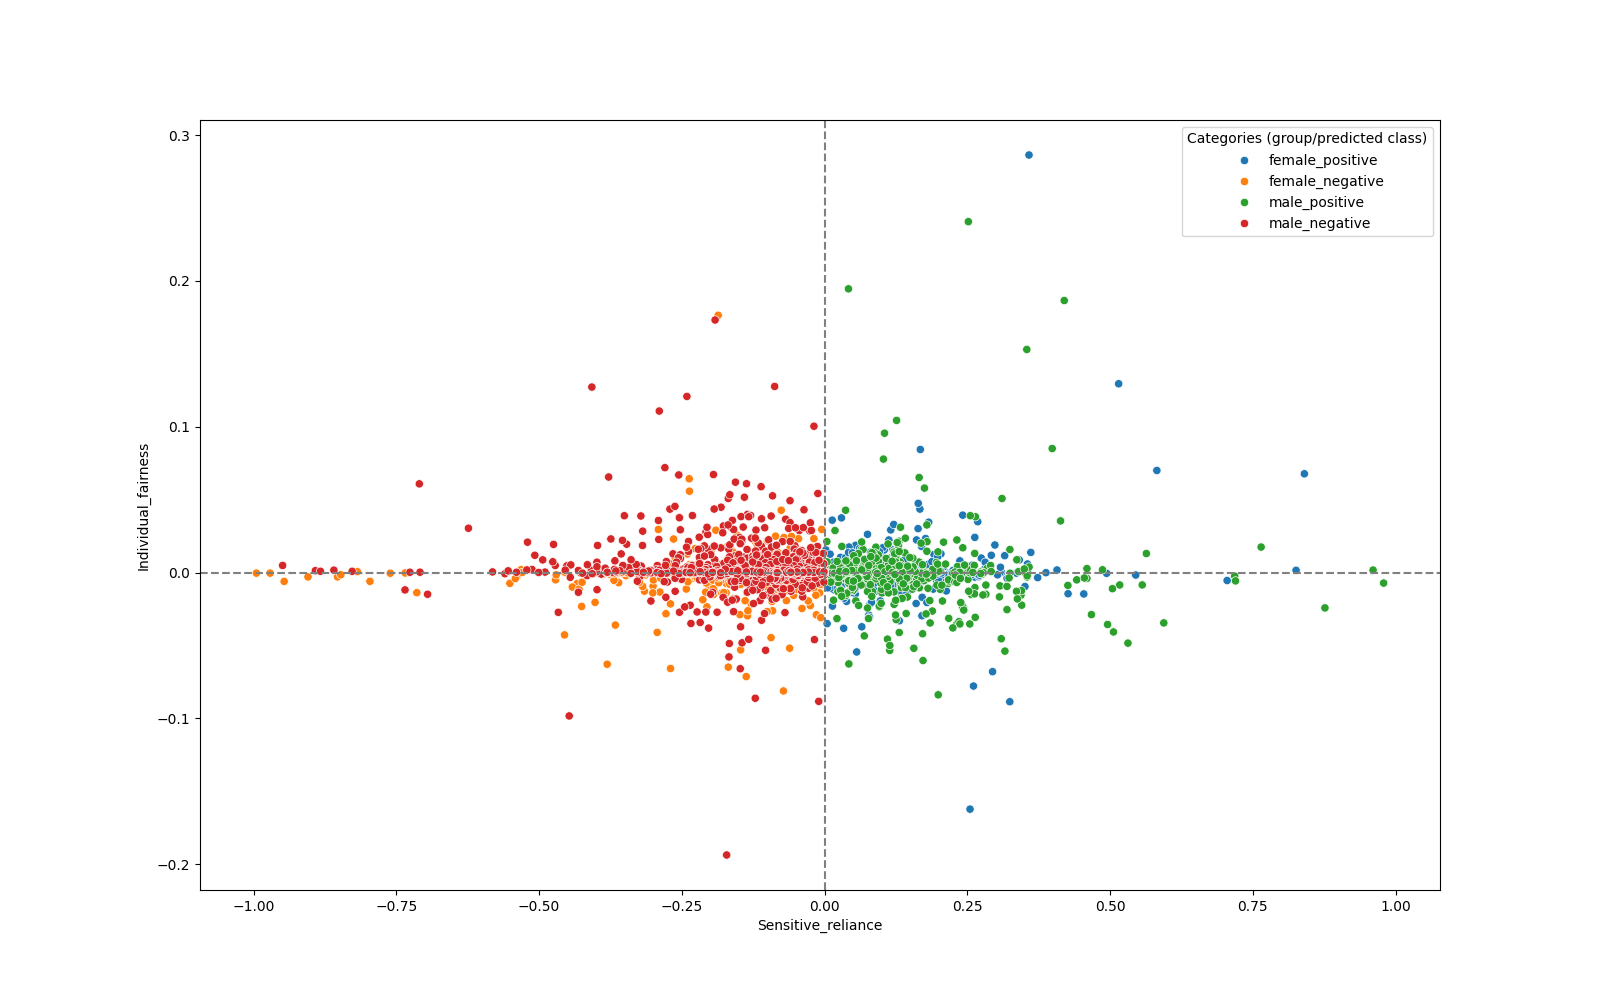 Categories (group/predicted class)
female_positive
female_negative
male_positive
male_negative
0.3
0.2
0.1
0.0
−0.1
−0.2
Individual_fairness
−1.00 −0.75 −0.50 −0.25 0.00 0.25 0.50 0.75 1.00
Sensitive_reliance